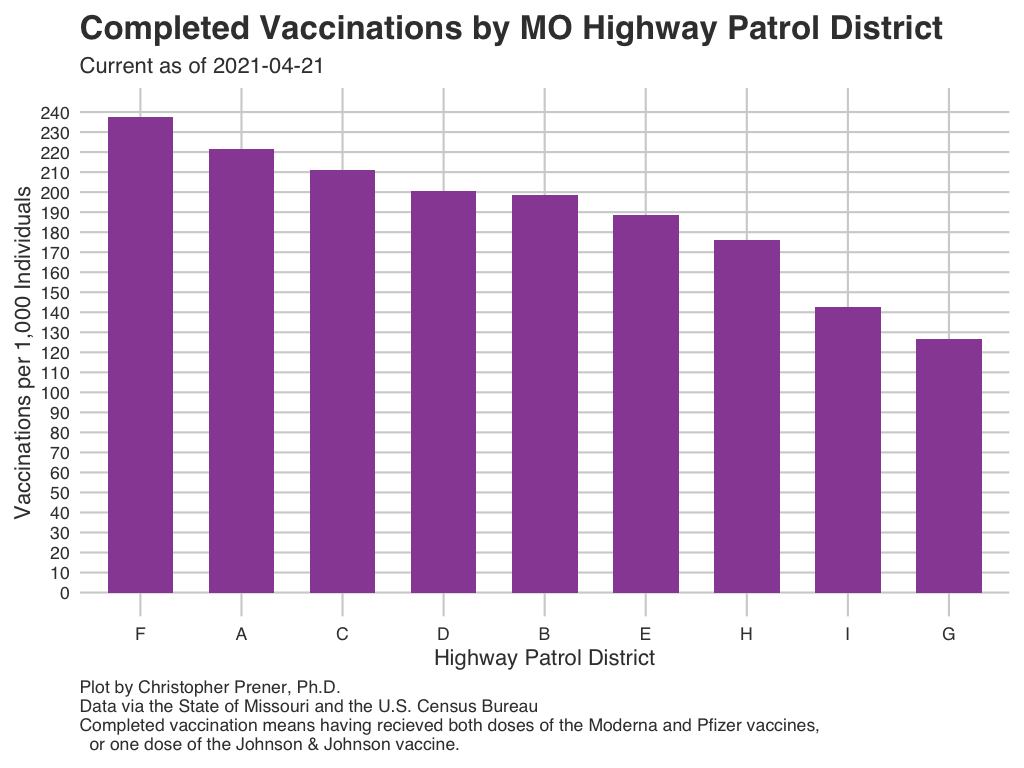 Completed Vaccinations by MO Highway Patrol District
Current as of 2021-04-21
Vaccinations per 1,000 Individuals
240
230
220
210
200
190
180
170
160
150
140
130
120
110
100
90
80
70
60
50
40
30
20
10
0
F A C D B E H I G
Highway Patrol District
Plot by Christopher Prener, Ph.D.
Data via the State of Missouri and the U.S. Census Bureau
Completed vaccination means having recieved both doses of the Moderna and Pfizer vaccines,
or one dose of the Johnson & Johnson vaccine.